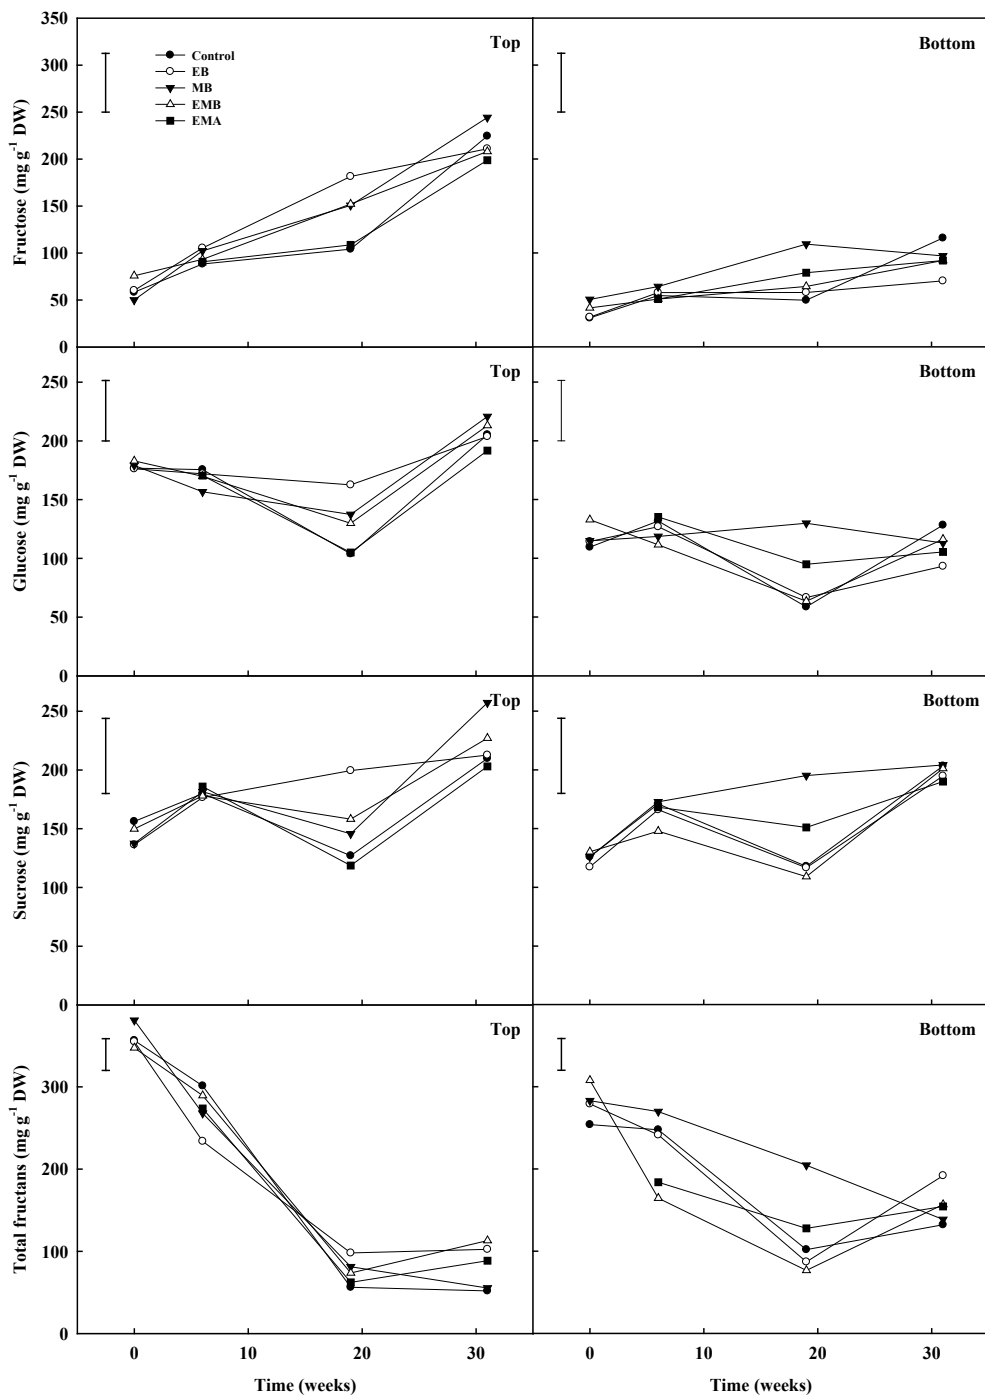 350
300
250
200
150
100
50
0
Fructose (mg g-1 DW)
Top
Control
EB
MB
EMB
EMA
Bottom
250
200
150
100
50
0
Glucose (mg g-1 DW)
Top
Bottom
250
200
150
100
50
0
Sucrose (mg g-1 DW)
Top
Bottom
300
200
100
0
Total fructans (mg g-1 DW)
Top
Bottom
0 10 20 30
0 10 20 30
Time (weeks)
Time (weeks)